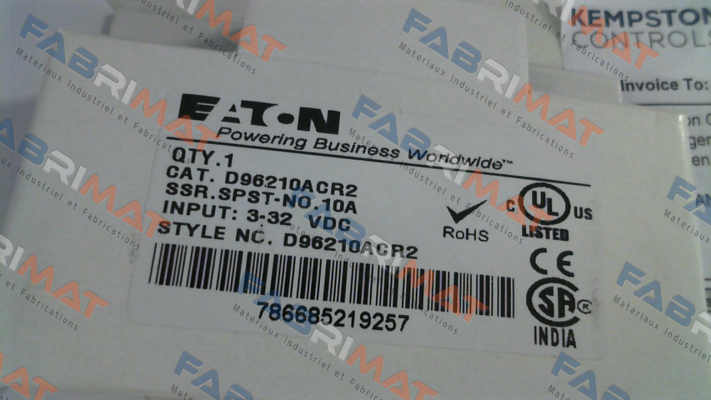 EATON
Powering Business Worldwide™
QTY.1
CAT. D96210ACR2
SSR.SPST-NO.10A
INPUT: 3-32 VDC
STYLE NO. D96210ACR2
786685219257
RoHS
C UL US
LISTED
CE
SA ®
INDIA
KEMPSTON
CONTROLS
Invoice To:
FABRIMAT
Materiaux Industriel et Fabrications